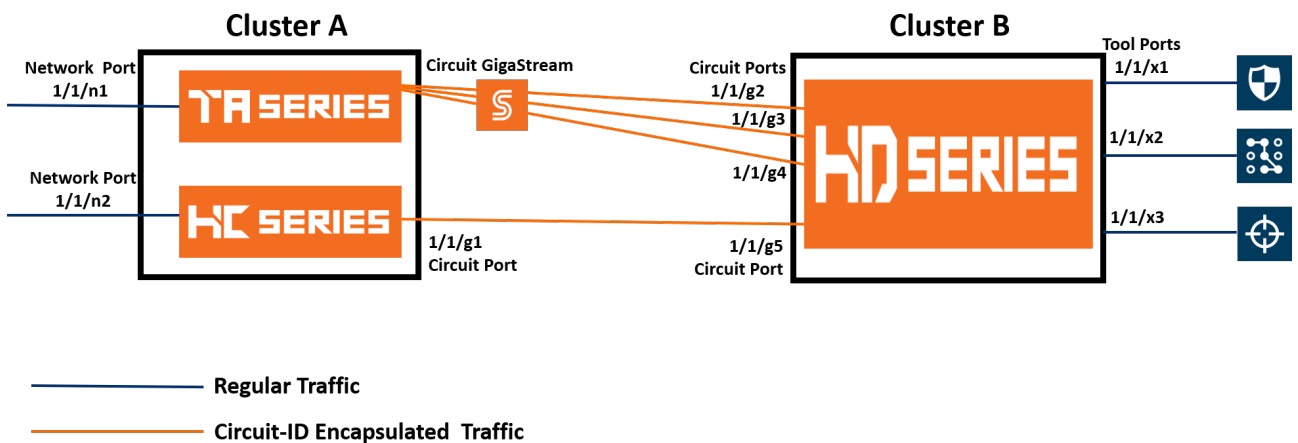 Cluster A
Cluster B
Network Port
1/1/n1
TA SERIES
Circuit GigaStream
S
Circuit Ports
1/1/g2
1/1/g3
1/1/g4
Tool Ports
1/1/x1
HD SERIES
1/1/x2
Network Port
1/1/n2
HC SERIES
1/1/g1
Circuit Port
1/1/g5
Circuit Port
1/1/x3
Regular Traffic
Circuit-ID Encapsulated Traffic